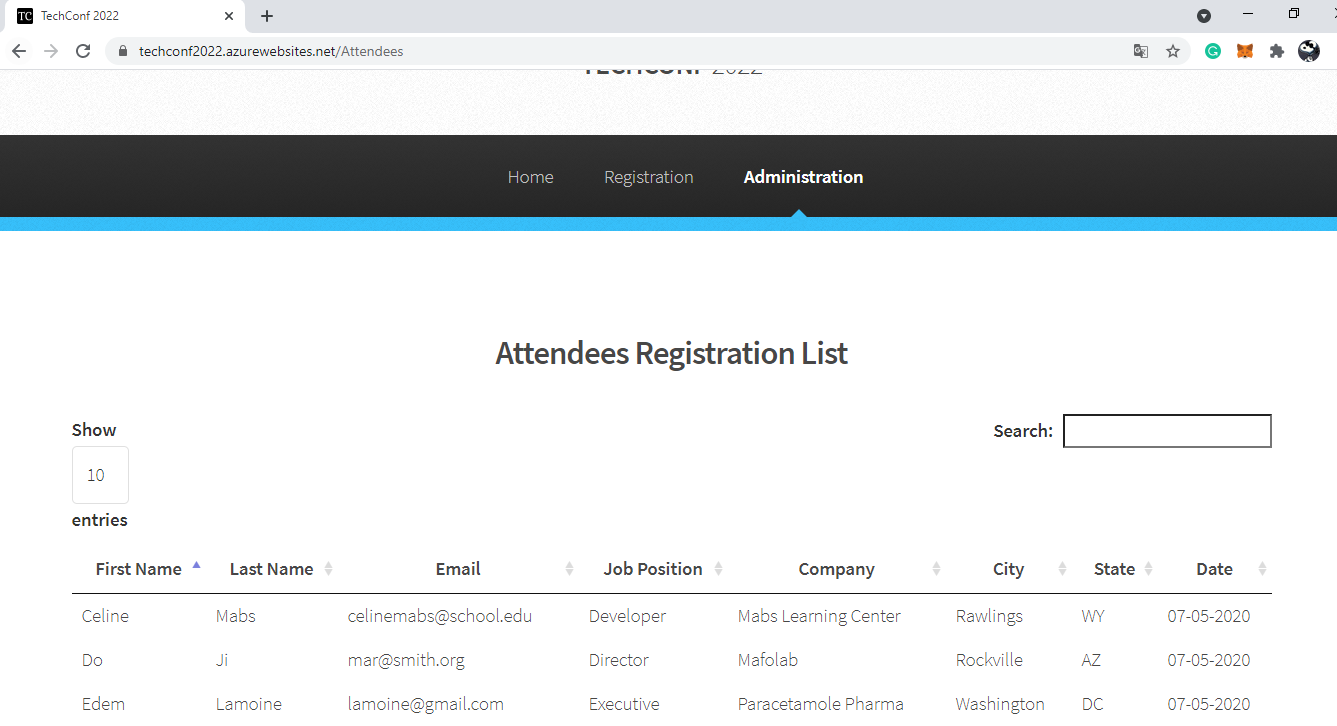 TC TechConf 2022
techconf2022.azurewebsites.net/Attendees
TECHCONF 2022
Home Registration Administration
Attendees Registration List
Show
Search:
10
entries
First Name Last Name Email Job Position Company City State Date
Celine Mabs celinemabs@school.edu Developer Mabs Learning Center Rawlings WY 07-05-2020
Do Ji mar@smith.org Director Mafolab Rockville AZ 07-05-2020
Edem Lamoine lamoine@gmail.com Executive Paracetamole Pharma Washington DC 07-05-2020